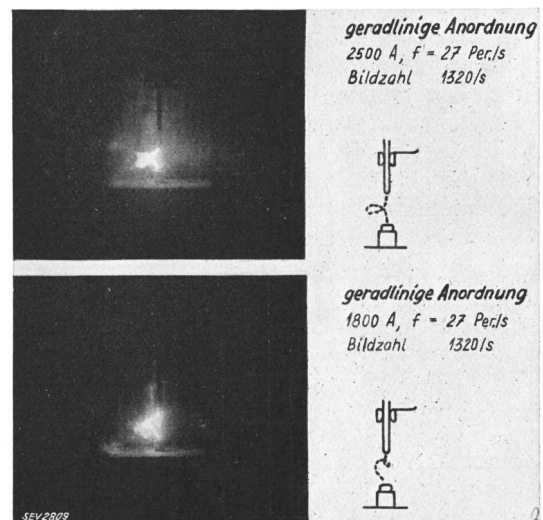 geradlinige Anordnung
2500 A, f = 27 Per./s
Bildzahl 1320/s
geradlinige Anordnung
1800 A, f = 27 Per./s
Bildzahl 1320/s
SEV2809